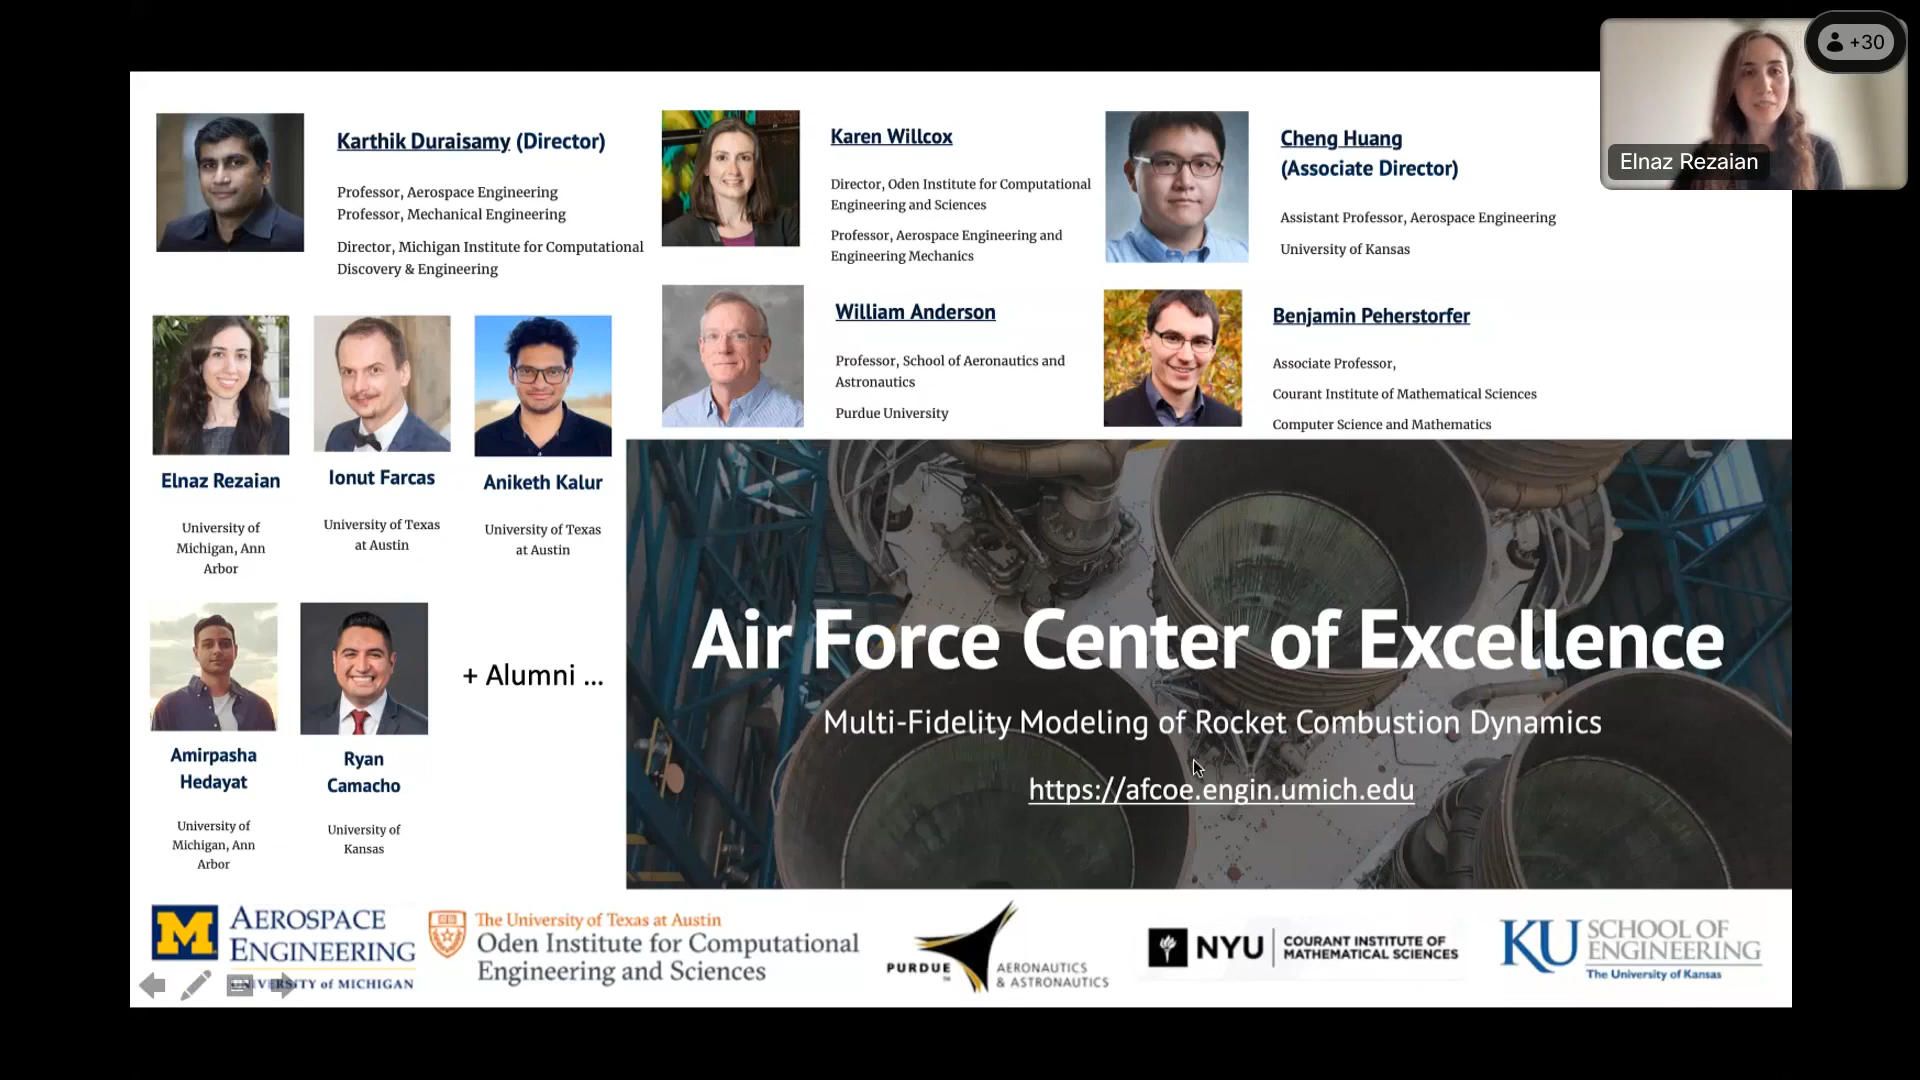 +30
Elnaz Rezaian
Karthik Duraisamy (Director)
Professor, Aerospace Engineering
Professor, Mechanical Engineering
Director, Michigan Institute for Computational
Discovery & Engineering
Karen Willcox
Director, Oden Institute for Computational
Engineering and Sciences
Professor, Aerospace Engineering and
Engineering Mechanics
Cheng Huang
(Associate Director)
Assistant Professor, Aerospace Engineering
University of Kansas
William Anderson
Professor, School of Aeronautics and
Astronautics
Purdue University
Benjamin Peherstorfer
Associate Professor,
Courant Institute of Mathematical Sciences
Computer Science and Mathematics
Elnaz Rezaian
University of
Michigan, Ann
Arbor
Ionut Farcas
University of Texas
at Austin
Aniketh Kalur
University of Texas
at Austin
Amirpasha
Hedayat
University of
Michigan, Ann
Arbor
Ryan
Camacho
University of
Kansas
+ Alumni ...
Air Force Center of Excellence
Multi-Fidelity Modeling of Rocket Combustion Dynamics
https://afcoe.engin.umich.edu
M
AEROSPACE
ENGINEERING
UNIVERSITY of MICHIGAN
The University of Texas at Austin
Oden Institute for Computational
Engineering and Sciences
PURDUE
AERONAUTICS
& ASTRONAUTICS
NYU
COURANT INSTITUTE OF
MATHEMATICAL SCIENCES
KU
SCHOOL OF
ENGINEERING
The University of Kansas